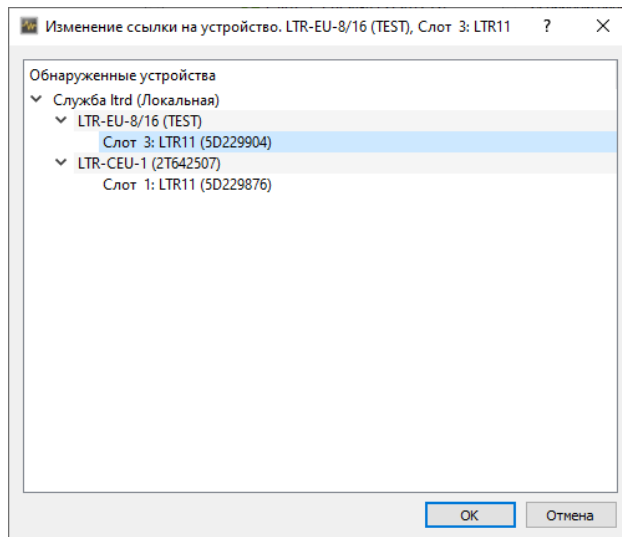 Изменение ссылки на устройство. LTR-EU-8/16 (TEST), Слот 3: LTR11 ?
Обнаруженные устройства
Служба ltrd (Локальная)
LTR-EU-8/16 (TEST)
Слот 3: LTR11 (5D229904)
LTR-CEU-1 (2T642507)
Слот 1: LTR11 (5D229876)
OK Отмена